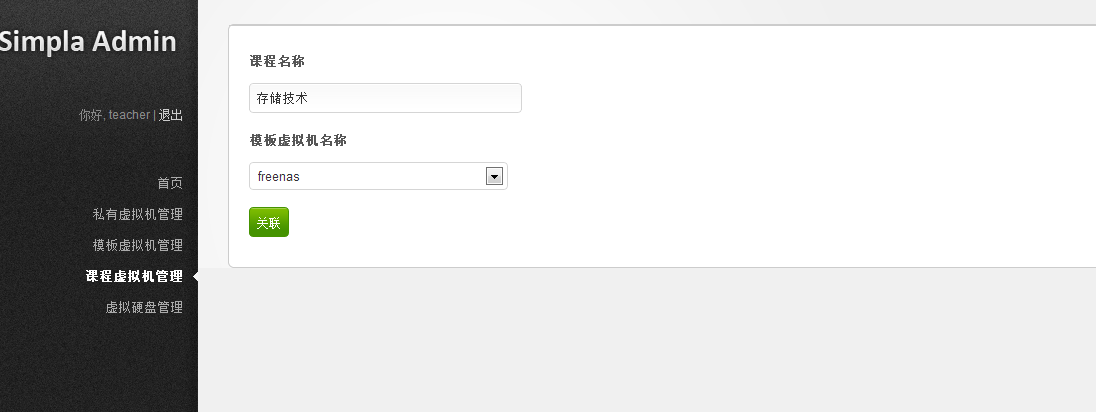 Simpla Admin
你好, teacher | 退出
首页
私有虚拟机管理
模板虚拟机管理
课程虚拟机管理
虚拟硬盘管理
课程名称
存储技术
模板虚拟机名称
freenas
关联